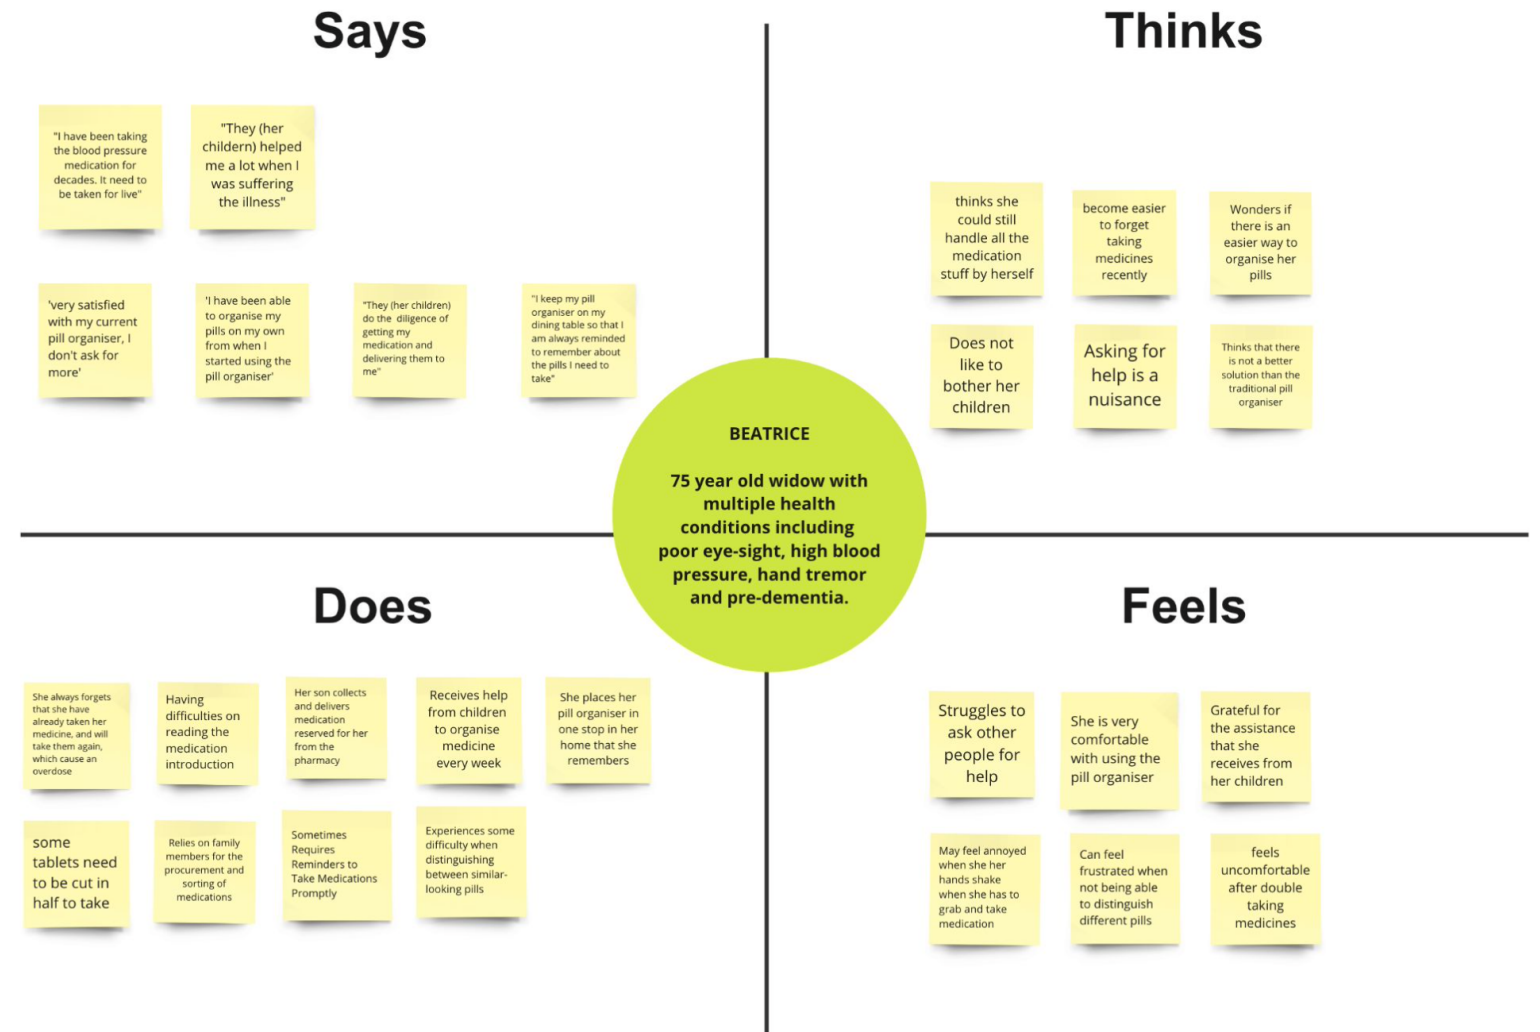 Says
"I have been taking
the blood pressure
medication for
decades. It need to
be taken for live"
"They (her
childern) helped
me a lot when I
was suffering
the illness"
'very satisfied
with my current
pill organiser, I
don't ask for
more'
'I have been able
to organise my
pills on my own
from when I
started using the
pill organiser'
"They (her children)
do the diligence of
getting my
medication and
delivering them to
me"
"I keep my pill
organiser on my
dining table so that I
am always reminded
to remember about
the pills I need to
take"
Thinks
thinks she
could still
handle all the
medication
stuff by herself
become easier
to forget
taking
medicines
recently
Wonders if
there is an
easier way to
organise her
pills
Does not
like to
bother her
children
Asking for
help is a
nuisance
Thinks that there
is not a better
solution than the
traditional pill
organiser
BEATRICE
75 year old widow with
multiple health
conditions including
poor eye-sight, high blood
pressure, hand tremor
and pre-dementia.
Does
She always forgets
that she have
already taken her
medicine, and will
take them again,
which cause an
overdose
Having
difficulties on
reading the
medication
introduction
Her son collects
and delivers
medication
reserved for her
from the
pharmacy
Receives help
from children
to organise
medicine
every week
She places her
pill organiser in
one stop in her
home that she
remembers
some
tablets need
to be cut in
half to take
Relies on family
members for the
procurement and
sorting of
medications
Sometimes
Requires
Reminders to
Take Medications
Promptly
Experiences some
difficulty when
distinguishing
between similar-
looking pills
Feels
Struggles to
ask other
people for
help
She is very
comfortable
with using the
pill organiser
Grateful for
the assistance
that she
receives from
her children
May feel annoyed
when she her
hands shake
when she has to
grab and take
medication
Can feel
frustrated when
not being able
to distinguish
different pills
feels
uncomfortable
after double
taking
medicines